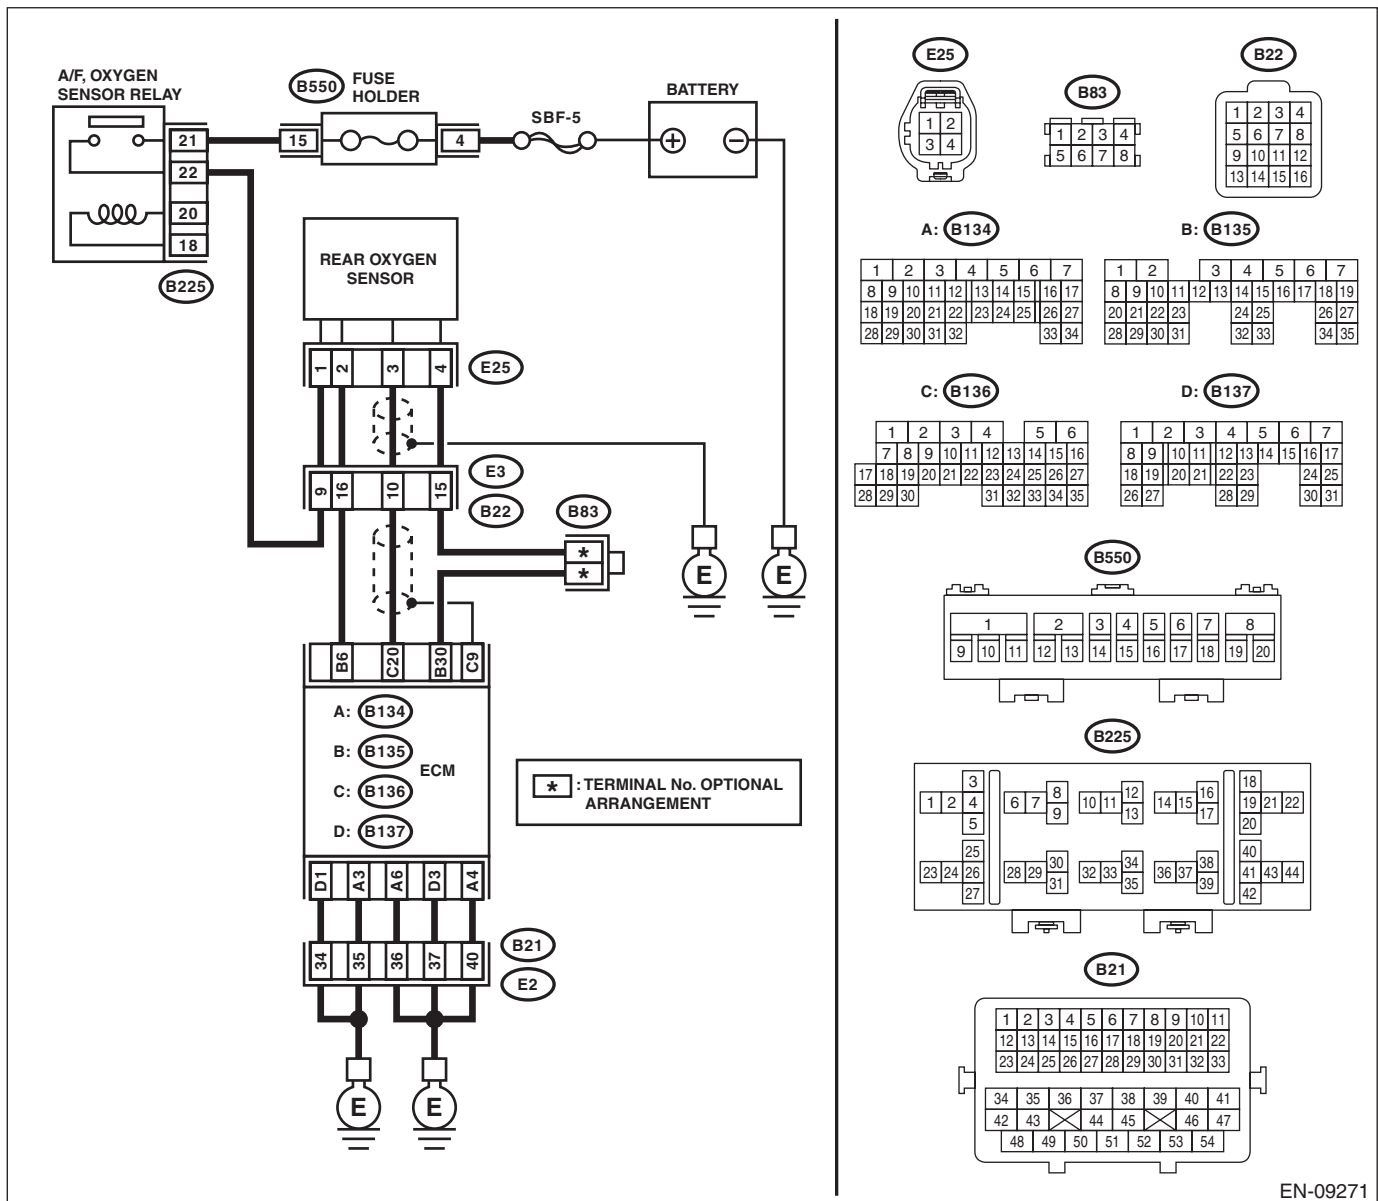 A/F, OXYGEN
SENSOR RELAY
B550
FUSE
HOLDER
BATTERY
SBF-5
21
15
4
+
−
22
20
18
B225
REAR OXYGEN
SENSOR
1 2 3 4
E25
9 16 10 15
E3
B22
B83
*
*
E
E
B6 C20 B30 C9
A: B134
B: B135
C: B136
D: B137
ECM
* : TERMINAL No. OPTIONAL
ARRANGEMENT
D1 A3 A6 D3 A4
34 35 36 37 40
B21
E2
E
E
E25
1 2
3 4
B83
1 2 3 4
5 6 7 8
B22
1 2 3 4
5 6 7 8
9 10 11 12
13 14 15 16
A: B134
1 2 3 4 5 6 7
8 9 10 11 12 13 14 15 16 17
18 19 20 21 22 23 24 25 26 27
28 29 30 31 32 33 34
B: B135
1 2 3 4 5 6 7
8 9 10 11 12 13 14 15 16 17 18 19
20 21 22 23 24 25 26 27
28 29 30 31 32 33 34 35
C: B136
1 2 3 4 5 6
7 8 9 10 11 12 13 14 15 16
17 18 19 20 21 22 23 24 25 26 27
28 29 30 31 32 33 34 35
D: B137
1 2 3 4 5 6 7
8 9 10 11 12 13 14 15 16 17
18 19 20 21 22 23 24 25
26 27 28 29 30 31
B550
1 2 3 4 5 6 7 8
9 10 11 12 13 14 15 16 17 18 19 20
B225
3 8 12 16 18
1 2 4 6 7 10 11 14 15 19 21 22
5 9 13 17 20
25 30 34 38 40
23 24 26 28 29 32 33 36 37 41 43 44
27 31 35 39 42
B21
1 2 3 4 5 6 7 8 9 10 11
12 13 14 15 16 17 18 19 20 21 22
23 24 25 26 27 28 29 30 31 32 33
34 35 36 37 38 39 40 41
42 43 44 45 46 47
48 49 50 51 52 53 54
EN-09271